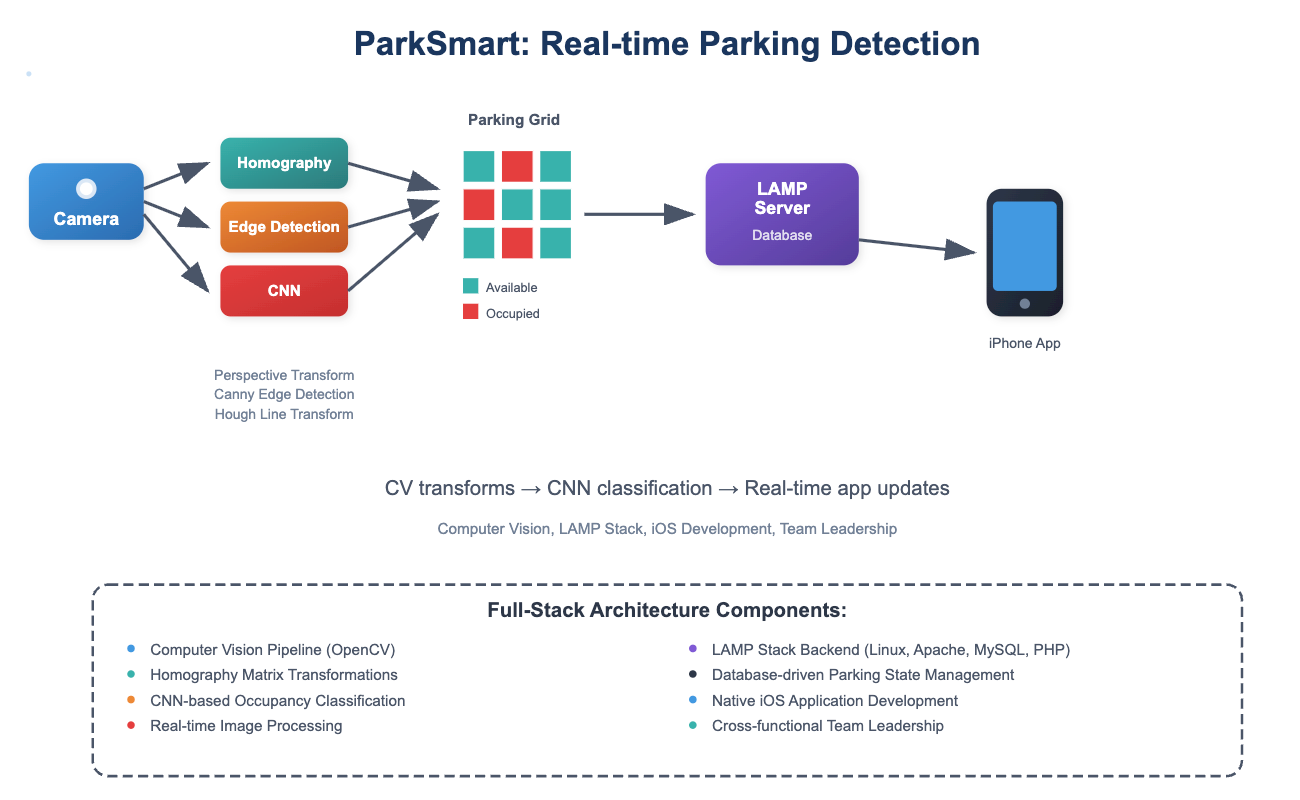 ParkSmart: Real-time Parking Detection
Camera
Homography
Edge Detection
CNN
Perspective Transform
Canny Edge Detection
Hough Line Transform
Parking Grid
Available
Occupied
LAMP
Server
Database
iPhone App
CV transforms → CNN classification → Real-time app updates
Computer Vision, LAMP Stack, iOS Development, Team Leadership
Full-Stack Architecture Components:
Computer Vision Pipeline (OpenCV)
Homography Matrix Transformations
CNN-based Occupancy Classification
Real-time Image Processing
LAMP Stack Backend (Linux, Apache, MySQL, PHP)
Database-driven Parking State Management
Native iOS Application Development
Cross-functional Team Leadership